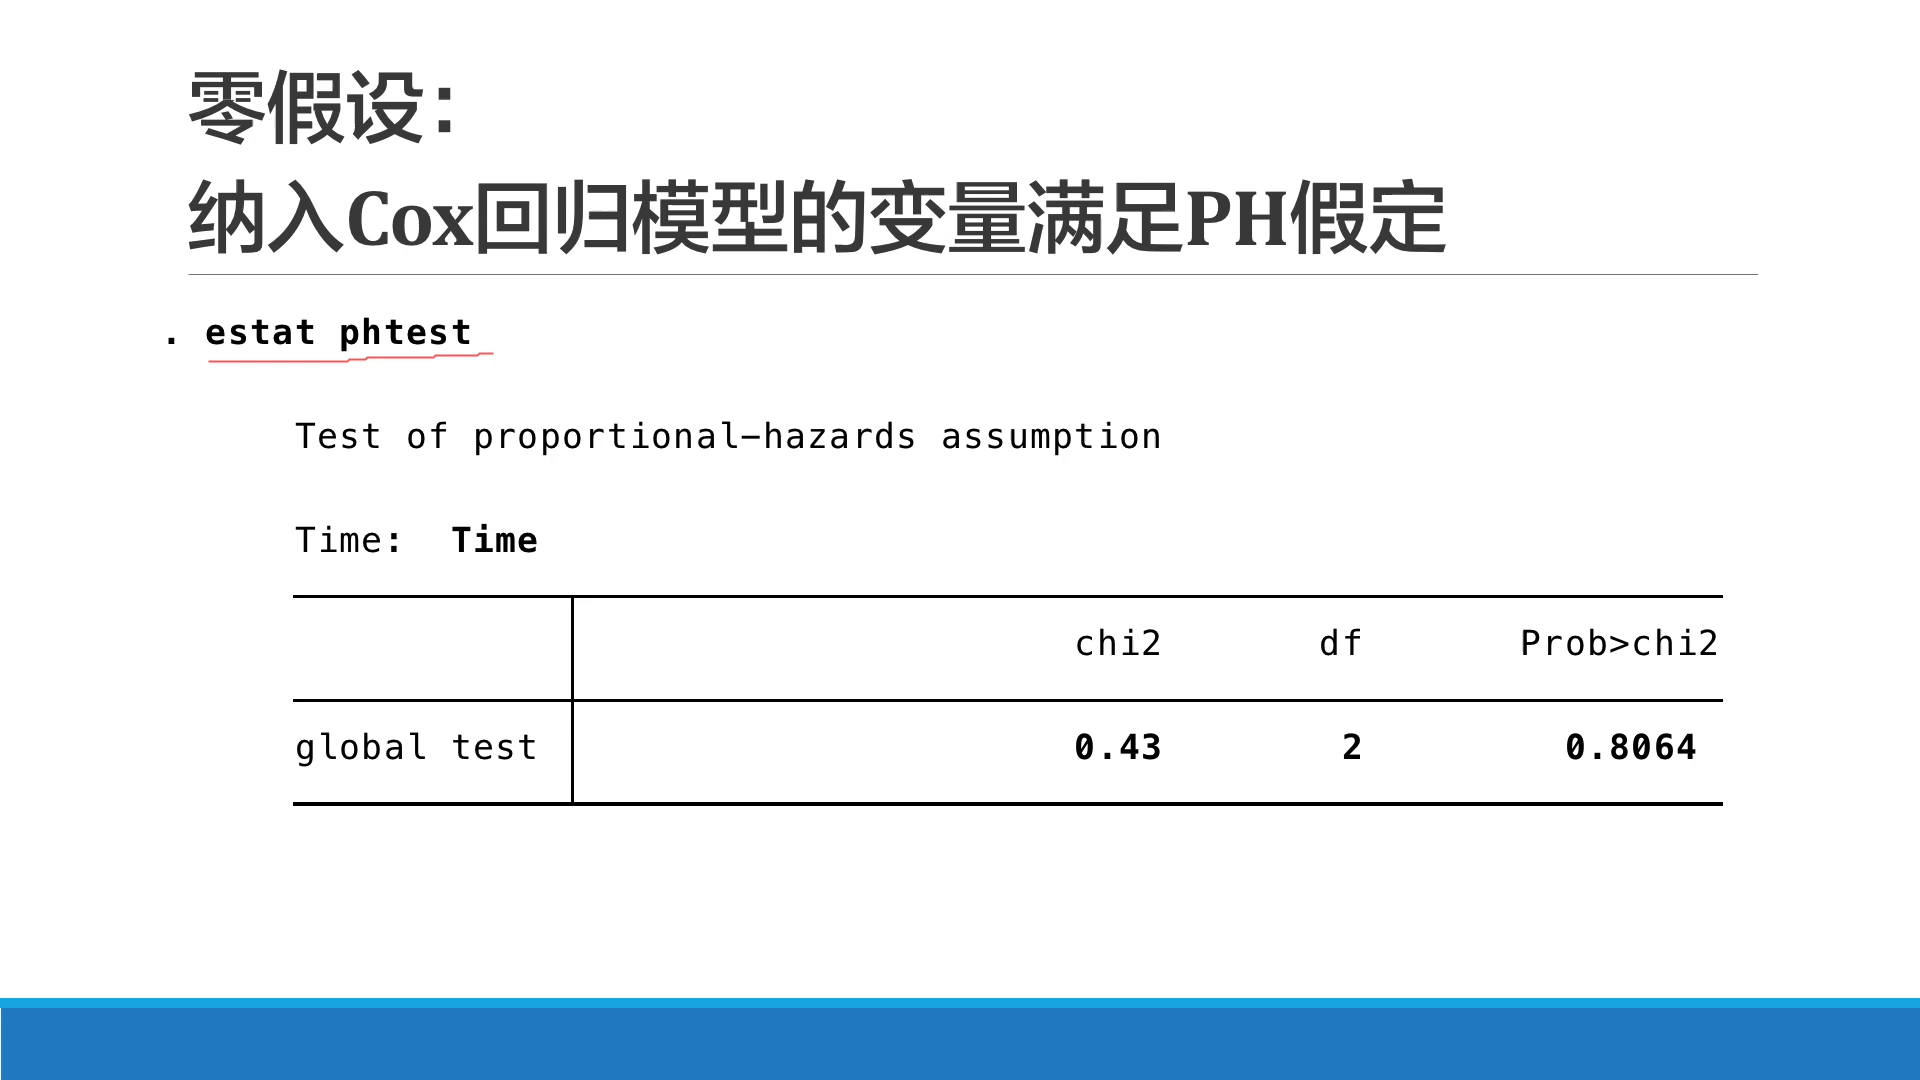 零假设：
纳入Cox回归模型的变量满足PH假定
. estat phtest
Test of proportional-hazards assumption
Time: Time
chi2 df Prob>chi2
global test 0.43 2 0.8064